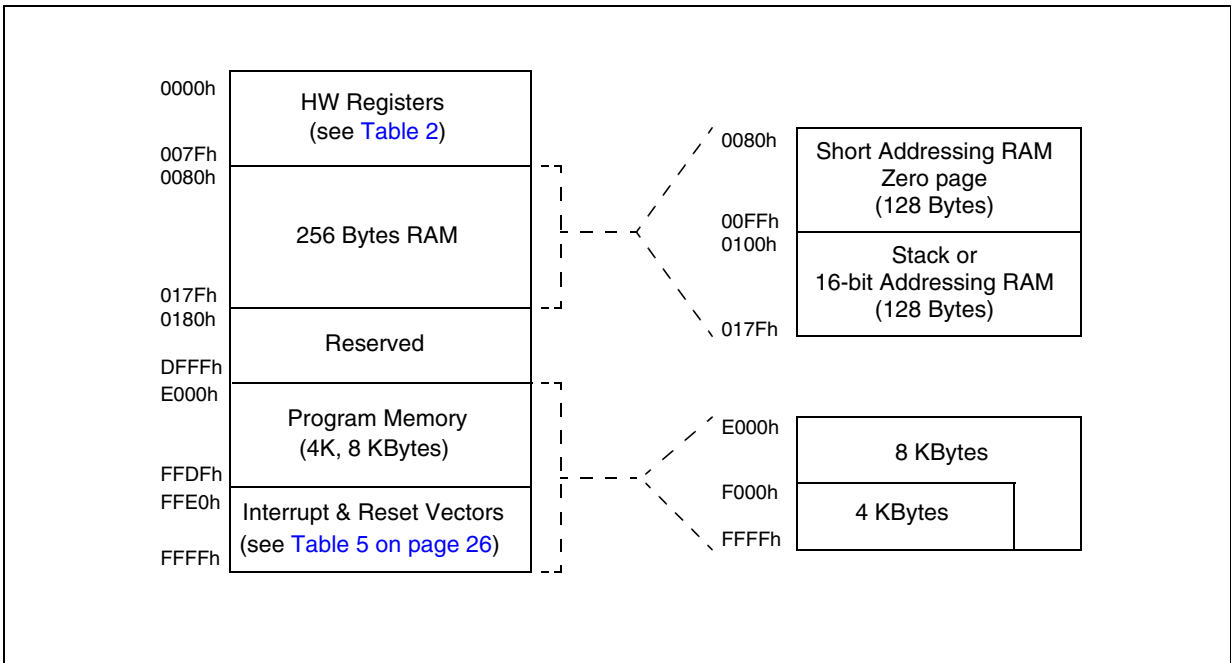 0000h
HW Registers
(see Table 2)
007Fh
0080h
256 Bytes RAM
017Fh
0180h
Reserved
DFFFh
E000h
Program Memory
(4K, 8 KBytes)
FFDFh
FFE0h
Interrupt & Reset Vectors
(see Table 5 on page 26)
FFFFh
0080h
Short Addressing RAM
Zero page
(128 Bytes)
00FFh
0100h
Stack or
16-bit Addressing RAM
(128 Bytes)
017Fh
E000h
8 KBytes
F000h
4 KBytes
FFFFh